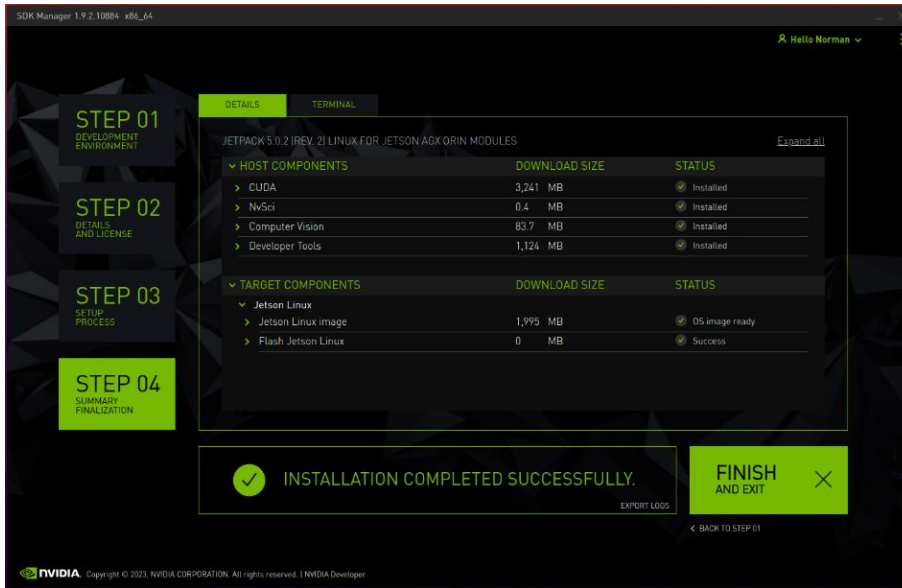 SDK Manager 1.9.2.10884 x86_64
Hello Norman
STEP 01
DEVELOPMENT
ENVIRONMENT
STEP 02
DETAILS
AND LICENSE
STEP 03
SETUP
PROCESS
STEP 04
SUMMARY
FINALIZATION
DETAILS TERMINAL
JETPACK 5.0.2 (REV. 2) LINUX FOR JETSON AGX ORIN MODULES Expand all
HOST COMPONENTS DOWNLOAD SIZE STATUS
CUDA 3,241 MB Installed
NvSci 0.4 MB Installed
Computer Vision 83.7 MB Installed
Developer Tools 1,124 MB Installed
TARGET COMPONENTS DOWNLOAD SIZE STATUS
Jetson Linux
Jetson Linux image 1,995 MB OS image ready
Flash Jetson Linux 0 MB Success
INSTALLATION COMPLETED SUCCESSFULLY.
EXPORT LOGS
FINISH
AND EXIT
< BACK TO STEP 01
NVIDIA. Copyright © 2023, NVIDIA CORPORATION. All rights reserved. | NVIDIA Developer